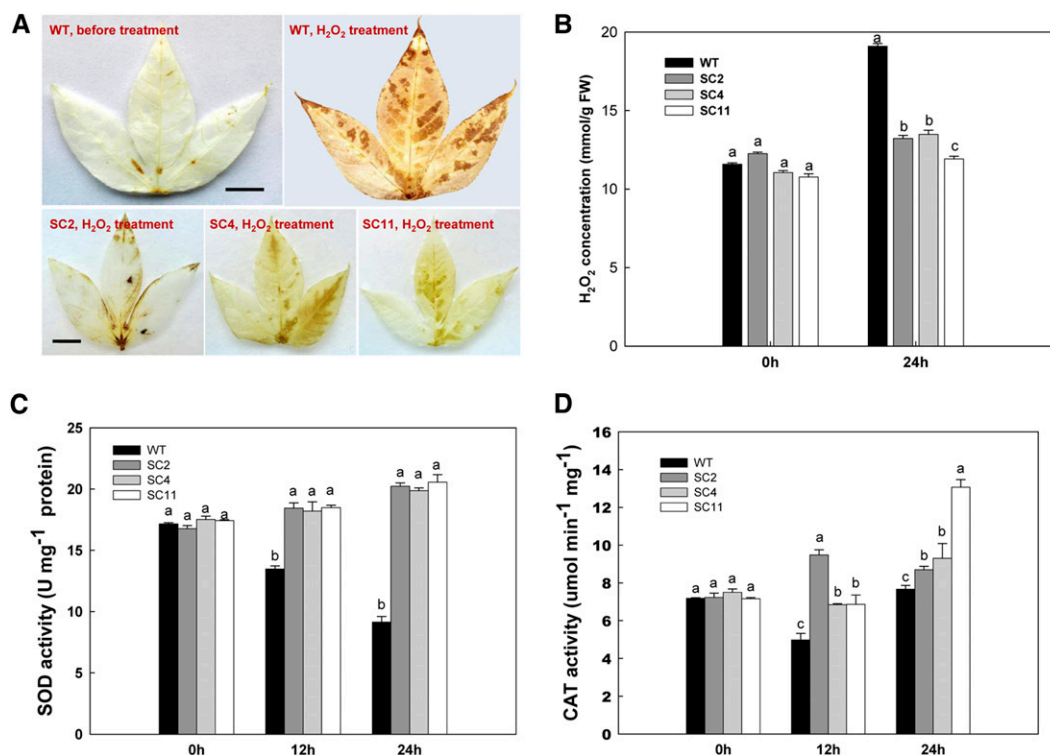 A
WT, before treatment
WT, H₂O₂ treatment
SC2, H₂O₂ treatment
SC4, H₂O₂ treatment
SC11, H₂O₂ treatment
B
H₂O₂ concentration (mmol/g FW)
20
15
10
5
0
WT
SC2
SC4
SC11
a a a a
a b b c
0h 24h
C
SOD activity (U mg⁻¹ protein)
25
20
15
10
5
0
WT
SC2
SC4
SC11
a a a a
b a a a
b a a a
0h 12h 24h
D
CAT activity (umol min⁻¹ mg⁻¹)
16
14
12
10
8
6
4
2
0
WT
SC2
SC4
SC11
a a a a
c a b b
c b b a
0h 12h 24h